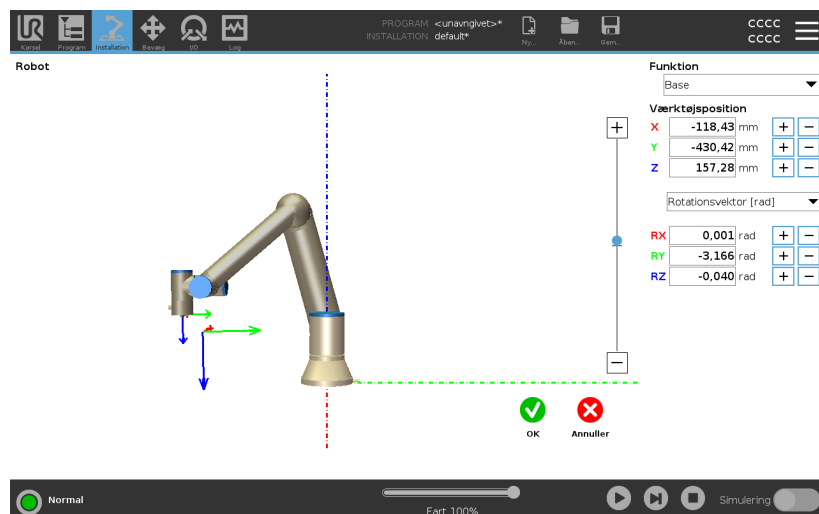 PROGRAM <unavngivet>*
INSTALLATION default*
CCCC
CCCC
Kørsel Program Installation Bevæg I/O Log Ny... Åben... Gem...
Robot
Funktion
Base
Værktøjsposition
X -118,43 mm + −
Y -430,42 mm + −
Z 157,28 mm + −
Rotationsvektor [rad]
RX 0,001 rad + −
RY -3,166 rad + −
RZ -0,040 rad + −
OK Annuller
Normal
Fart 100%
Simulering